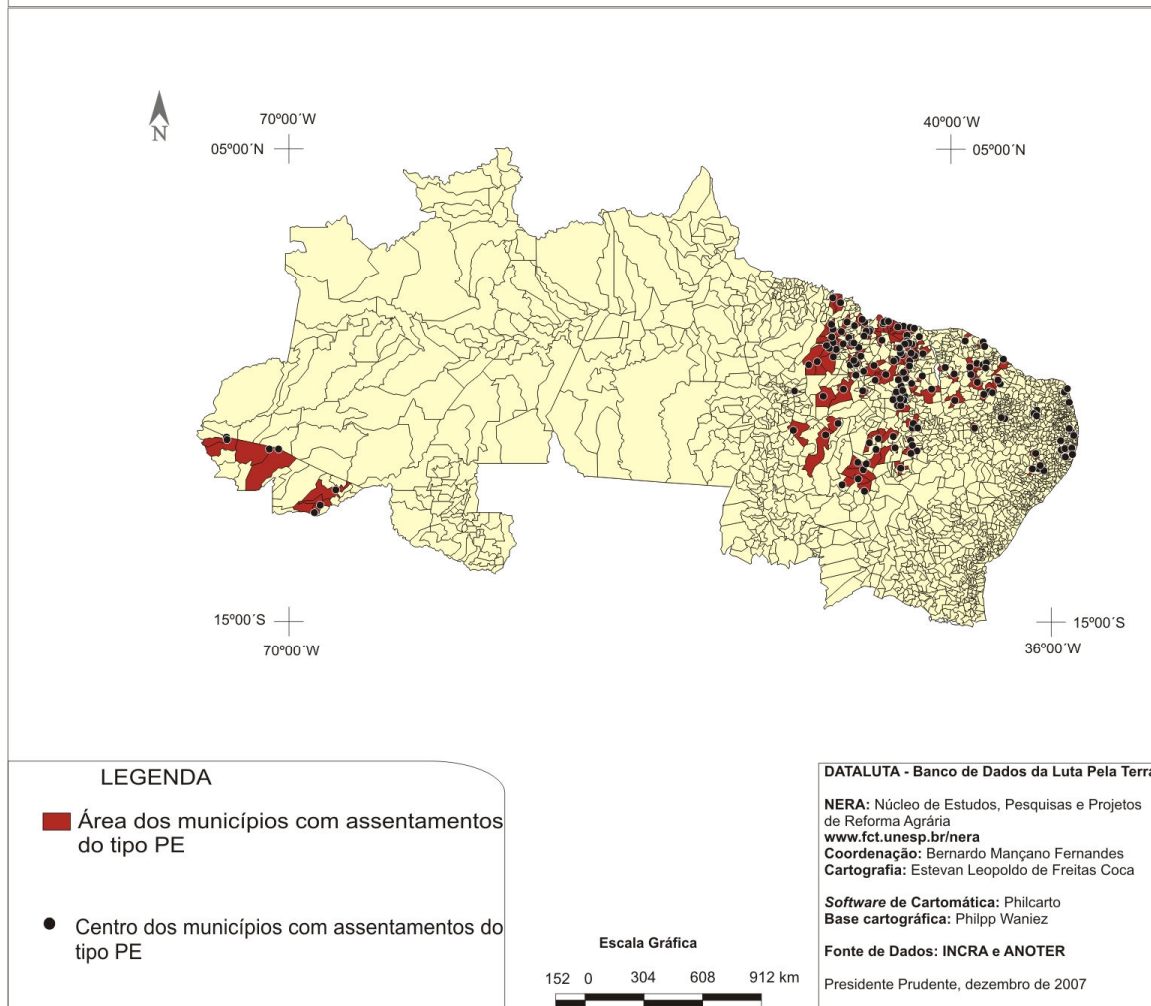 N
70º00´W
05º00´N
40º00´W
05º00´N
15º00´S
70º00´W
15º00´S
36º00´W
LEGENDA
Área dos municípios com assentamentos
do tipo PE
Centro dos municípios com assentamentos do
tipo PE
Escala Gráfica
152 0 304 608 912 km
DATALUTA - Banco de Dados da Luta Pela Terra
NERA: Núcleo de Estudos, Pesquisas e Projetos
de Reforma Agrária
www.fct.unesp.br/nera
Coordenação: Bernardo Mançano Fernandes
Cartografia: Estevan Leopoldo de Freitas Coca
Software de Cartomática: Philcarto
Base cartográfica: Philpp Waniez
Fonte de Dados: INCRA e ANOTER
Presidente Prudente, dezembro de 2007